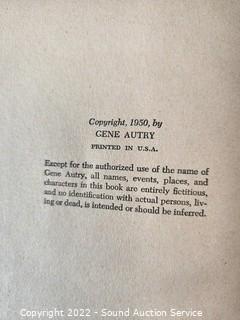 Copyright, 1950, by
GENE AUTRY
PRINTED IN U.S.A.
Except for the authorized use of the name of
Gene Autry, all names, events, places, and
characters in this book are entirely fictitious,
and no identification with actual persons, liv-
ing or dead, is intended or should be inferred.
Copyright 2022 - Sound Auction Service